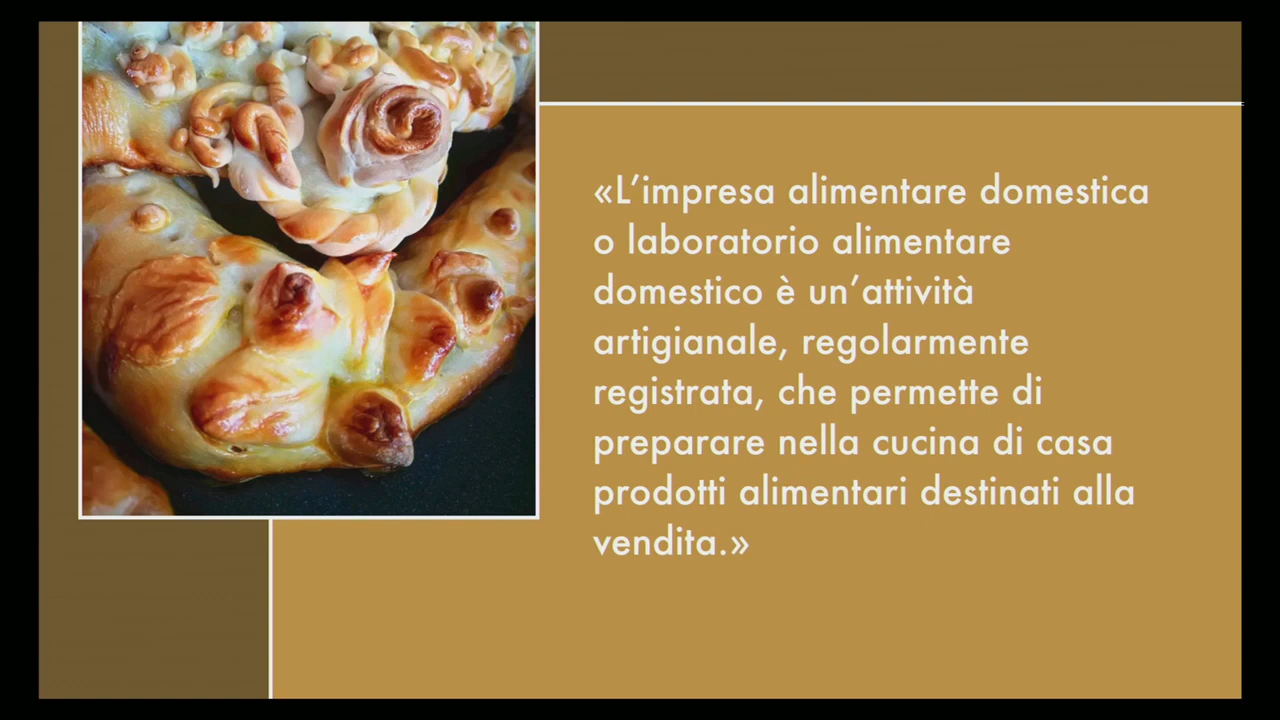 «L’impresa alimentare domestica
o laboratorio alimentare
domestico è un’attività
artigianale, regolarmente
registrata, che permette di
preparare nella cucina di casa
prodotti alimentari destinati alla
vendita.»